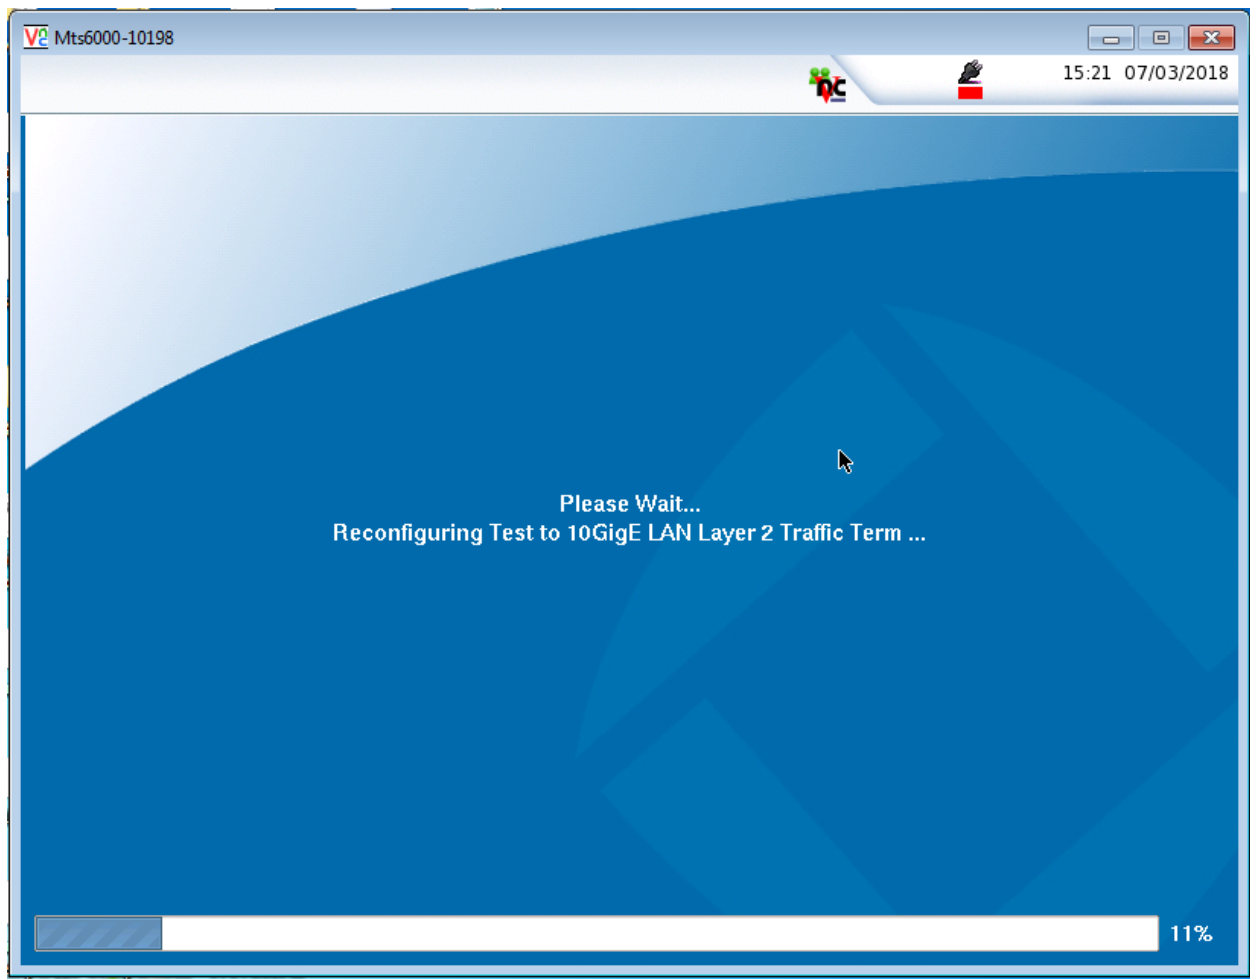 Mts6000-10198
15:21 07/03/2018
Please Wait...
Reconfiguring Test to 10GigE LAN Layer 2 Traffic Term ...
11%